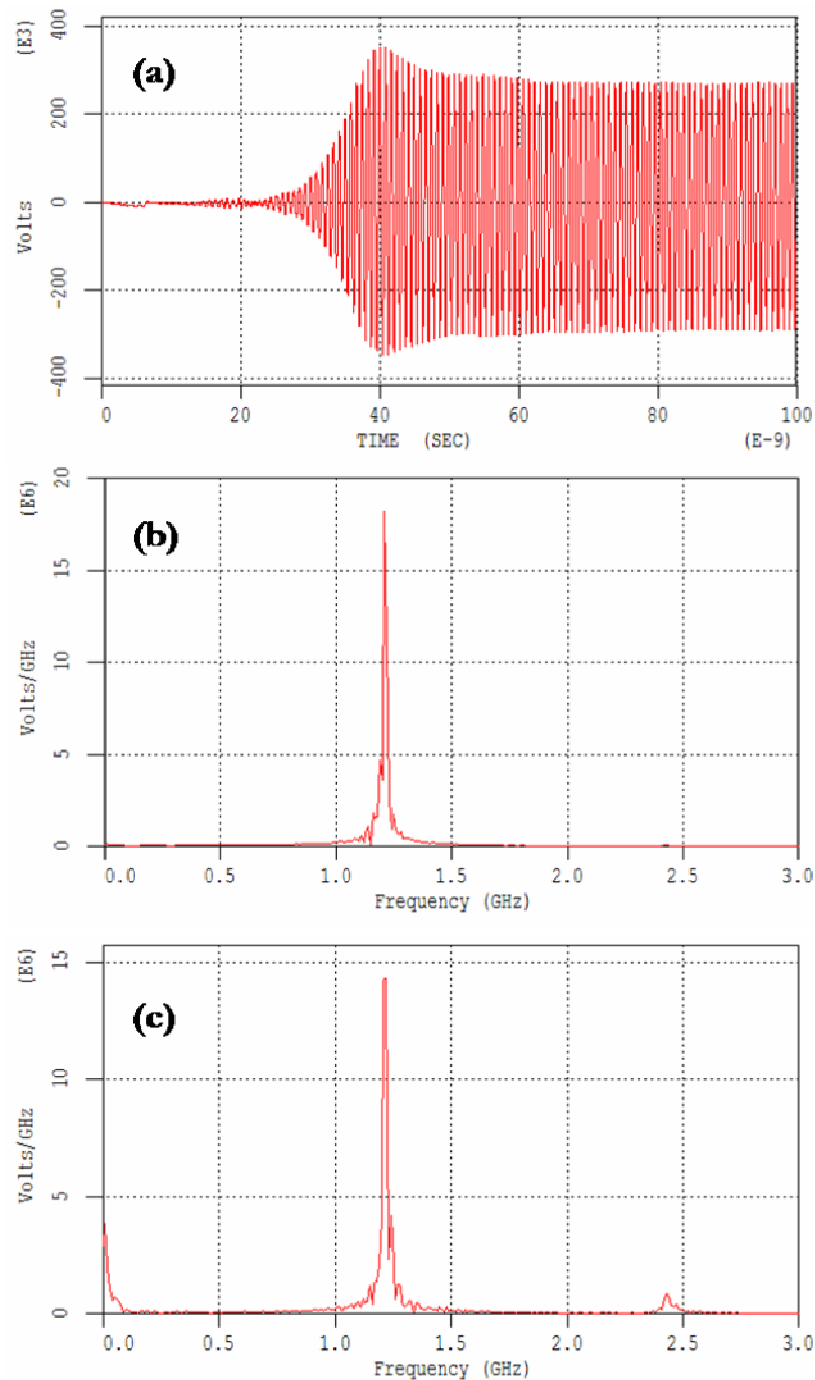 (E3)
400
200
0
-200
-400
Volts
(a)
0 20 40 60 80 100
TIME (SEC) (E-9)
(E6)
20
15
10
5
0
Volts/GHz
(b)
0.0 0.5 1.0 1.5 2.0 2.5 3.0
Frequency (GHz)
(E6)
15
10
5
0
Volts/GHz
(c)
0.0 0.5 1.0 1.5 2.0 2.5 3.0
Frequency (GHz)